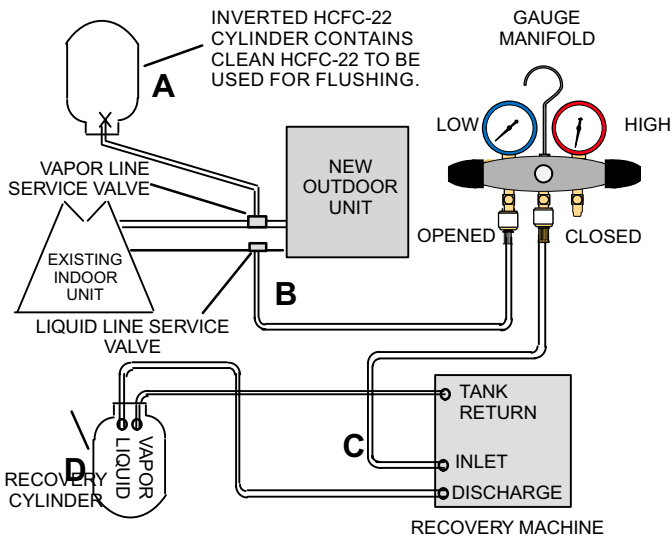 INVERTED HCFC-22
CYLINDER CONTAINS
CLEAN HCFC-22 TO BE
USED FOR FLUSHING.
A
GAUGE
MANIFOLD
LOW
HIGH
VAPOR LINE
SERVICE VALVE
NEW
OUTDOOR
UNIT
OPENED
CLOSED
EXISTING
INDOOR
UNIT
B
LIQUID LINE SERVICE
VALVE
TANK
RETURN
C
INLET
DISCHARGE
D
RECOVERY
CYLINDER
LIQUID
VAPOR
RECOVERY MACHINE